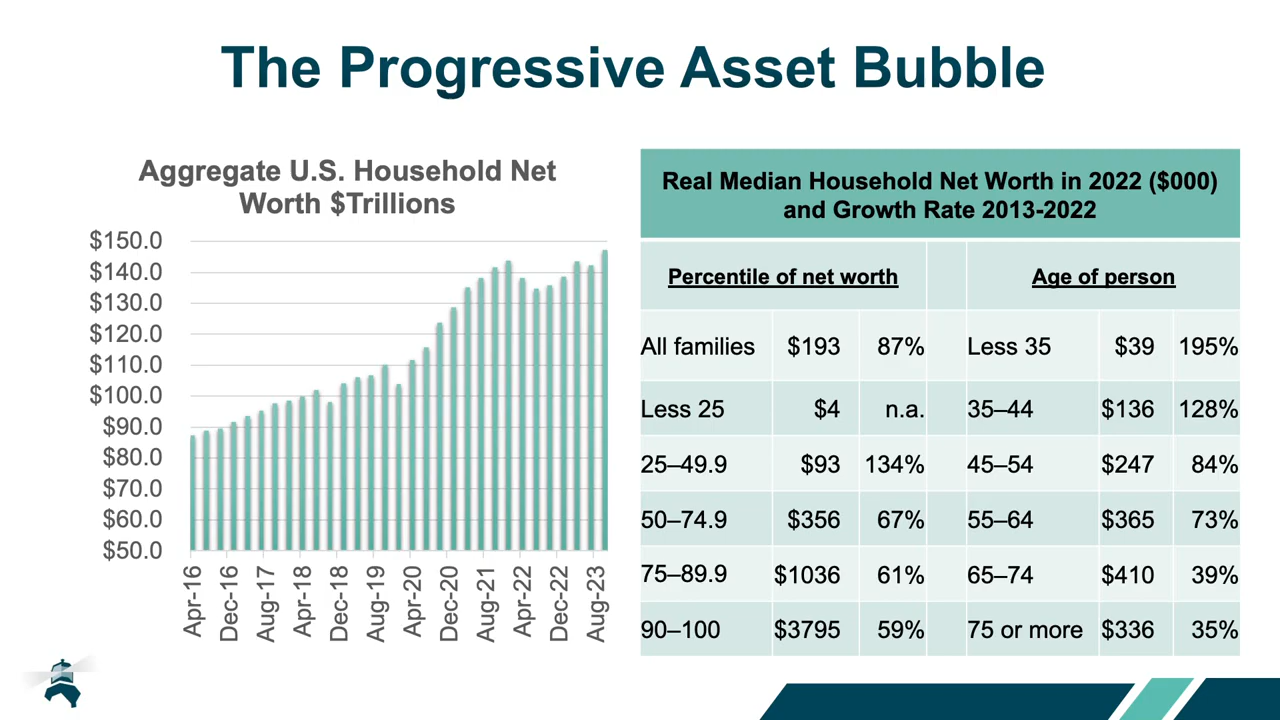 The Progressive Asset Bubble
Aggregate U.S. Household Net
Worth $Trillions
$150.0
$140.0
$130.0
$120.0
$110.0
$100.0
$90.0
$80.0
$70.0
$60.0
$50.0
Apr-16
Dec-16
Aug-17
Apr-18
Dec-18
Aug-19
Apr-20
Dec-20
Aug-21
Apr-22
Dec-22
Aug-23
Real Median Household Net Worth in 2022 ($000)
and Growth Rate 2013-2022
Percentile of net worth Age of person
All families $193 87% Less 35 $39 195%
Less 25 $4 n.a. 35–44 $136 128%
25–49.9 $93 134% 45–54 $247 84%
50–74.9 $356 67% 55–64 $365 73%
75–89.9 $1036 61% 65–74 $410 39%
90–100 $3795 59% 75 or more $336 35%